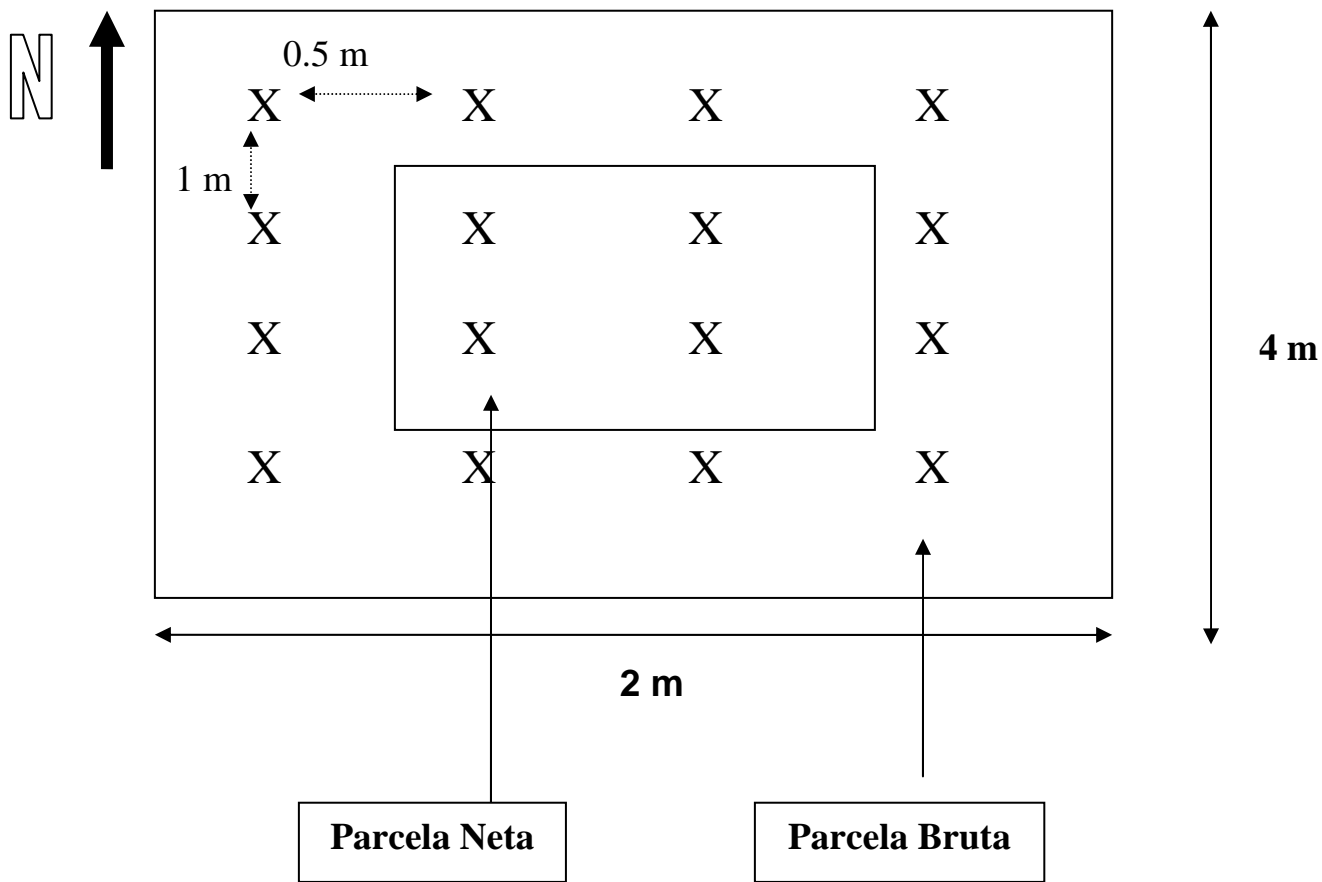 N
0.5 m
X X X X
1 m
X X X X
X X X X
4 m
X X X X
2 m
Parcela Neta
Parcela Bruta